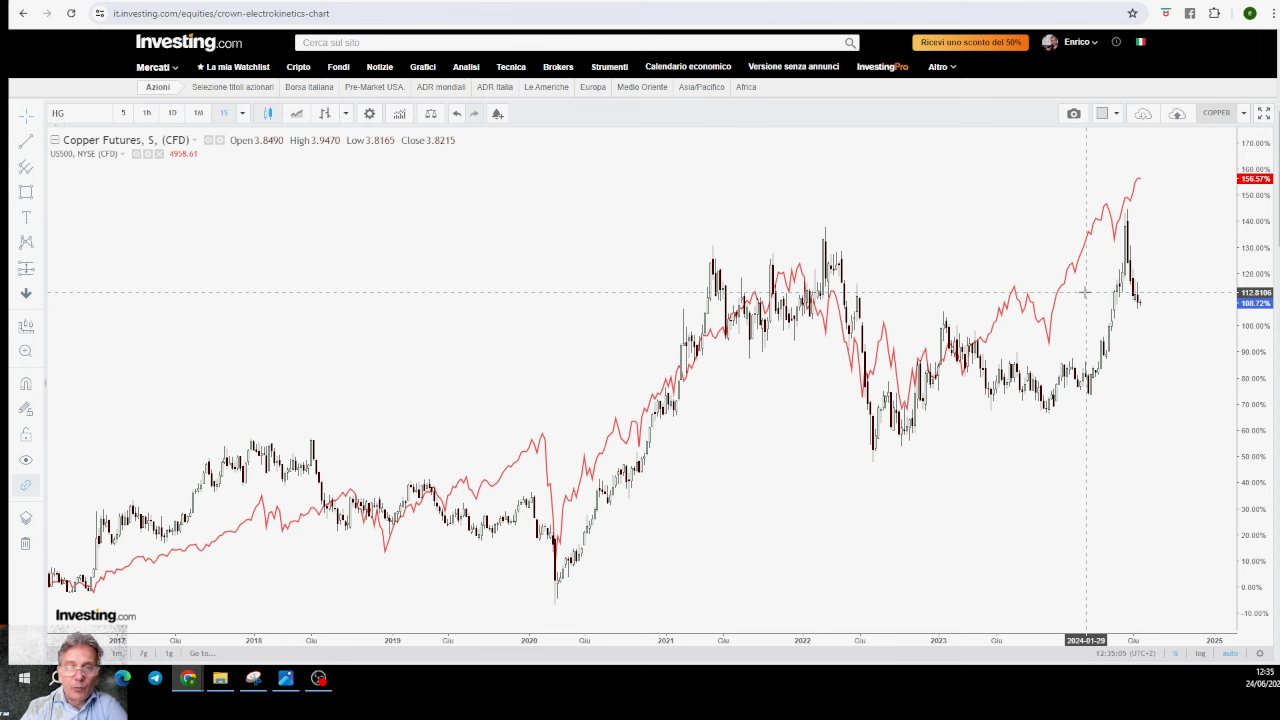 it.investing.com/equities/crown-electrokinetics-chart
e
Investing.com
Cerca sul sito
Ricevi uno sconto del 50%
Enrico
Mercati
La mia Watchlist
Cripto
Fondi
Notizie
Grafici
Analisi
Tecnica
Brokers
Strumenti
Calendario economico
Versione senza annunci
InvestingPro
Altro
Azioni
Selezione titoli azionari
Borsa italiana
Pre-Market USA.
ADR mondiali
ADR Italia
Le Americhe
Europa
Medio Oriente
Asia/Pacifico
Africa
HG
5
1h
1D
1M
1S
COPPER
Copper Futures, S, (CFD)
Open 3.8490 High 3.9470 Low 3.8165 Close 3.8215
US500, NYSE (CFD)
4958.61
170.00%
160.00%
156.57%
150.00%
140.00%
130.00%
120.00%
112.8106
108.72%
100.00%
90.00%
80.00%
70.00%
60.00%
50.00%
40.00%
30.00%
20.00%
10.00%
0.00%
-10.00%
Investing.com
2017
Giu
2018
Giu
2019
Giu
2020
Giu
2021
Giu
2022
Giu
2023
Giu
2024-01-29
Giu
2025
1m
7g
1g
Go to...
12:35:05 (UTC+2)
%
log
auto
12:35
24/06/202